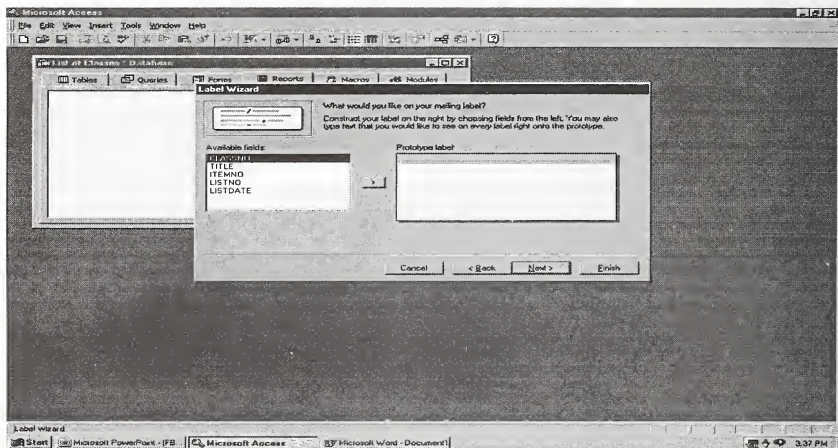 Microsoft Access
File Edit View Insert Tools Window Help
List of Classes : Database
Tables Queries Forms Reports Macros Modules
Label Wizard
What would you like on your mailing label?
Construct your label on the right by choosing fields from the left. You may also
type text that you would like to see on every label right onto the prototype.
Available fields:
Prototype label:
CLASSNO
TITLE
ITEMNO
LISTNO
LISTDATE
>
Cancel < Back Next > Finish
Label Wizard
Start Microsoft PowerPoint - [FB... Microsoft Access Microsoft Word - Document1 3:37 PM